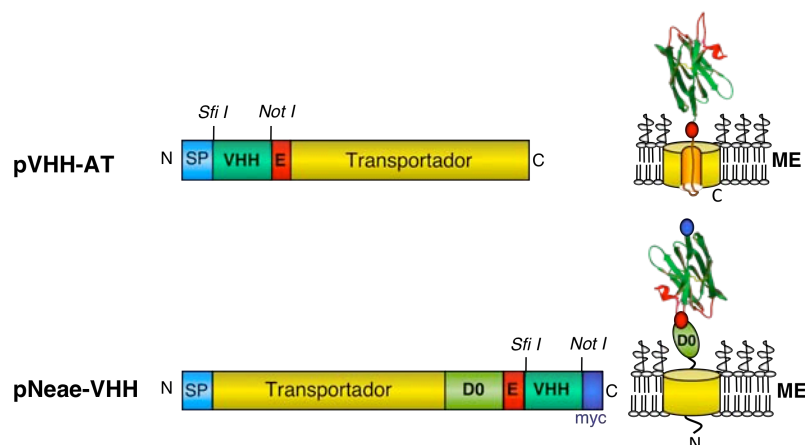 Sfi I Not I
pVHH-AT N SP VHH E Transportador C ME
C
D0
Sfi I Not I
pNeae-VHH N SP Transportador D0 E VHH C ME
myc
N